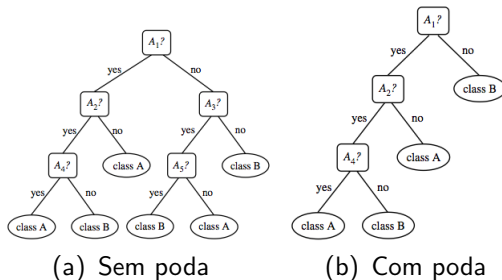 A₁?
yes no
A₂? A₃?
yes no yes no
A₄? class A A₅? class B
yes no yes no
class A class B class B class A
(a) Sem poda
A₁?
yes no
A₂? class B
yes no
A₄? class A
yes no
class A class B
(b) Com poda